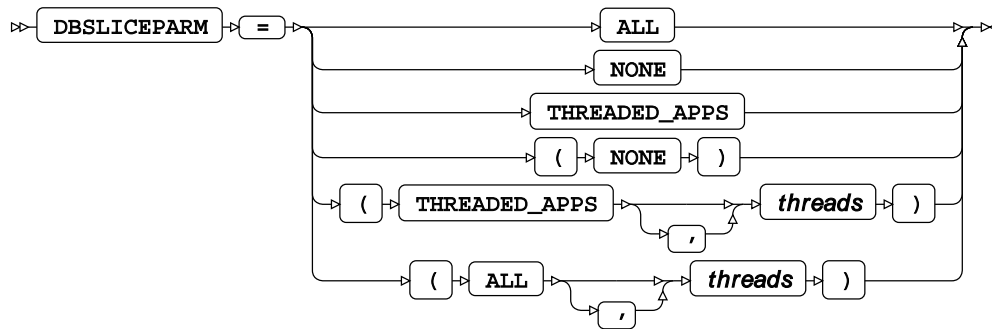 DBSLICEPARM = ALL
NONE
THREADED_APPS
( NONE )
( THREADED_APPS , threads )
( ALL , threads )